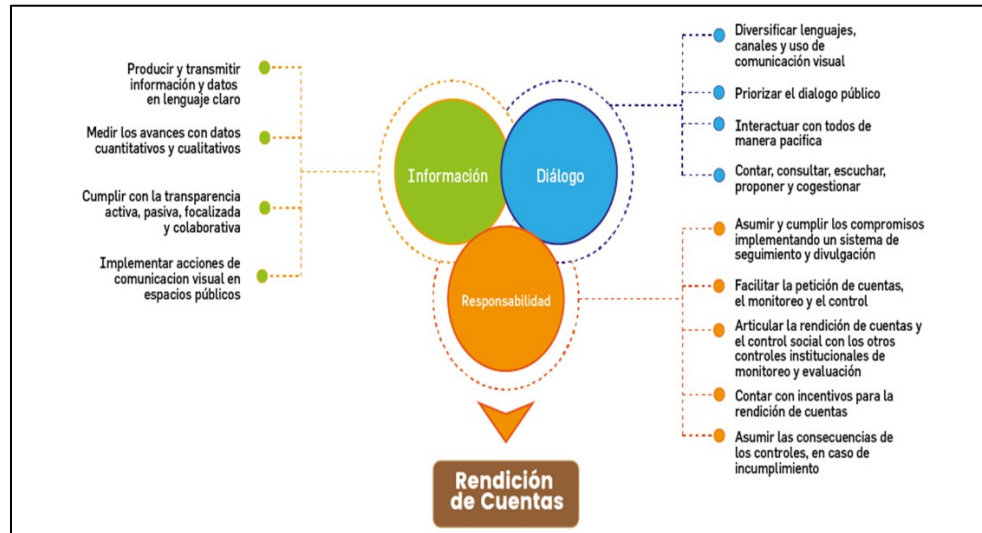 Producir y transmitir
información y datos
en lenguaje claro
Medir los avances con datos
cuantitativos y cualitativos
Cumplir con la transparencia
activa, pasiva, focalizada
y colaborativa
Implementar acciones de
comunicacion visual en
espacios públicos
Información
Diálogo
Responsabilidad
Diversificar lenguajes,
canales y uso de
comunicación visual
Priorizar el dialogo público
Interactuar con todos de
manera pacifica
Contar, consultar, escuchar,
proponer y cogestionar
Asumir y cumplir los compromisos
implementando un sistema de
seguimiento y divulgación
Facilitar la petición de cuentas,
el monitoreo y el control
Articular la rendición de cuentas y
el control social con los otros
controles institucionales de
monitoreo y evaluación
Contar con incentivos para la
rendición de cuentas
Asumir las consecuencias de
los controles, en caso de
incumplimiento
Rendición
de Cuentas